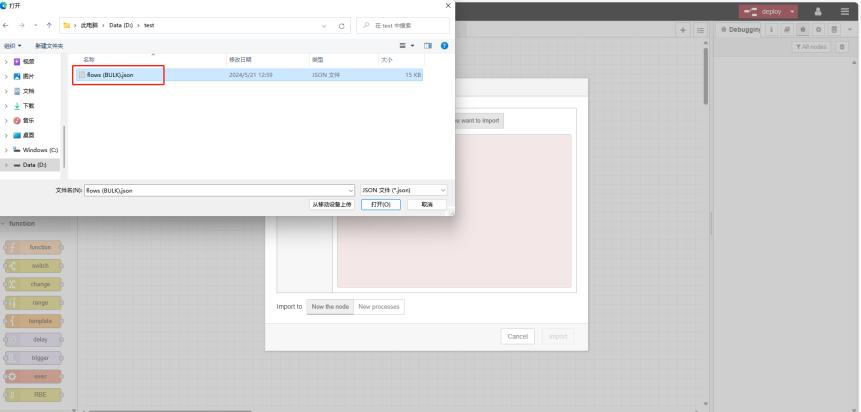 打开
此电脑 › Data (D:) › test
在 test 中搜索
组织 新建文件夹
名称 修改日期 类型 大小
flows (BULK).json 2024/5/21 12:59 JSON 文件 15 KB
视频
图片
文档
下载
音乐
桌面
Windows (C:)
Data (D:)
文件名(N): flows (BULK).json JSON 文件 (*.json)
从移动设备上传 打开(O) 取消
deploy
Debugging
All nodes
you want to import
Import to Now the node New processes
Cancel Import
function
function
switch
change
range
template
delay
trigger
exec
RBE